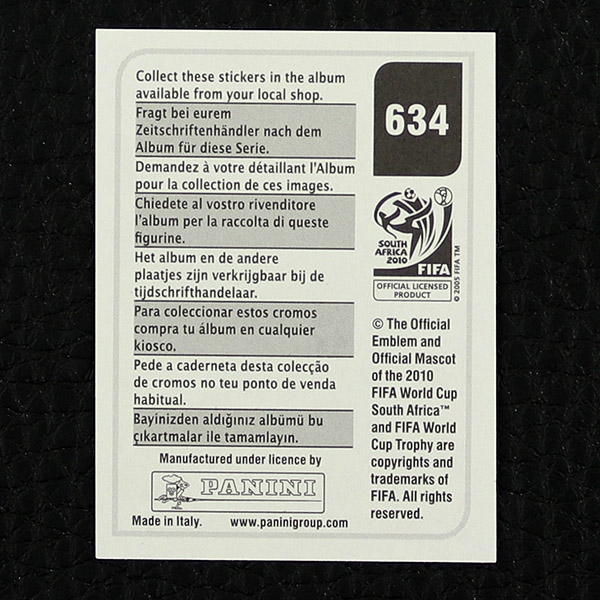 Collect these stickers in the album
available from your local shop.
Fragt bei eurem
Zeitschriftenhändler nach dem
Album für diese Serie.
Demandez à votre détaillant l'Album
pour la collection de ces images.
Chiedete al vostro rivenditore
l'album per la raccolta di queste
figurine.
Het album en de andere
plaatjes zijn verkrijgbaar bij de
tijdschrifthandelaar.
Para coleccionar estos cromos
compra tu álbum en cualquier
kiosco.
Pede a caderneta desta colecção
de cromos no teu ponto de venda
habitual.
Bayinizden aldığınız albümü bu
çıkartmalar ile tamamlayın.
Manufactured under licence by
PANINI
Made in Italy. www.paninigroup.com
634
SOUTH
AFRICA
2010
FIFA
© 2005 FIFA TM
OFFICIAL LICENSED
PRODUCT
© The Official
Emblem and
Official Mascot
of the 2010
FIFA World Cup
South Africa™
and FIFA World
Cup Trophy are
copyrights and
trademarks of
FIFA. All rights
reserved.